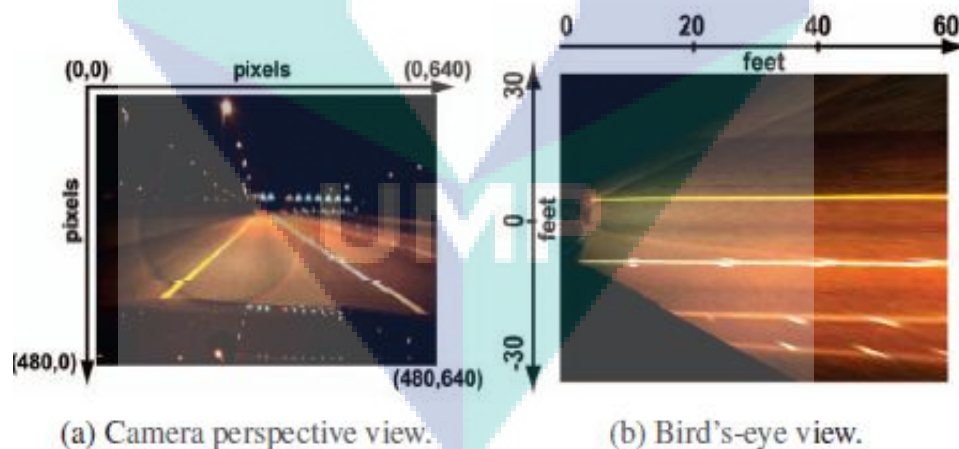 (0,0) pixels (0,640)
pixels
(480,0)
(480,640)
(a) Camera perspective view.
0 20 40 60
feet
30
0
-30
feet
(b) Bird's-eye view.
UMP